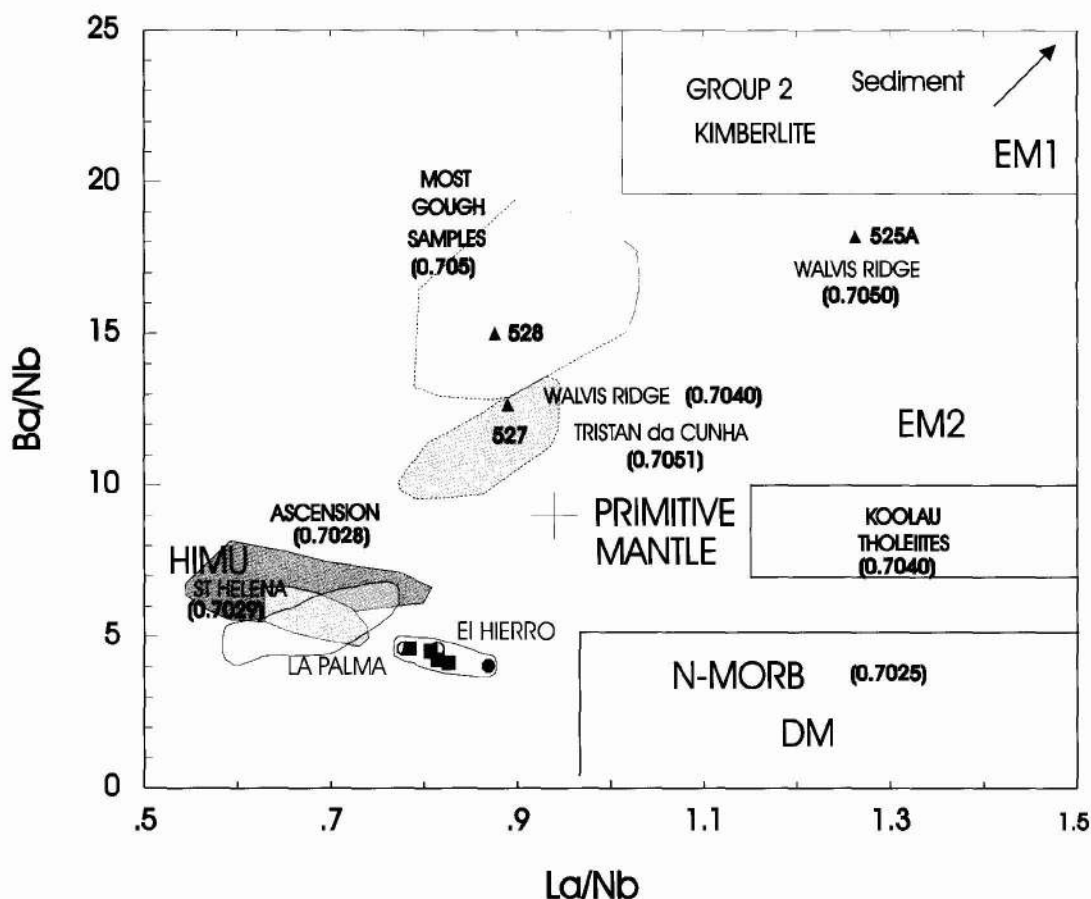 25
20
15
10
5
0
Ba/Nb
.5
.7
.9
1.1
1.3
1.5
La/Nb
GROUP 2
KIMBERLITE
Sediment
EM1
MOST
GOUGH
SAMPLES
(0.705)
525A
WALVIS RIDGE
(0.7050)
528
WALVIS RIDGE (0.7040)
527
TRISTAN da CUNHA
(0.7051)
EM2
PRIMITIVE
MANTLE
KOOLAU
THOLEIITES
(0.7040)
ASCENSION
(0.7028)
HIMU
ST HELENA
(0.7029)
LA PALMA
El HIERRO
N-MORB (0.7025)
DM